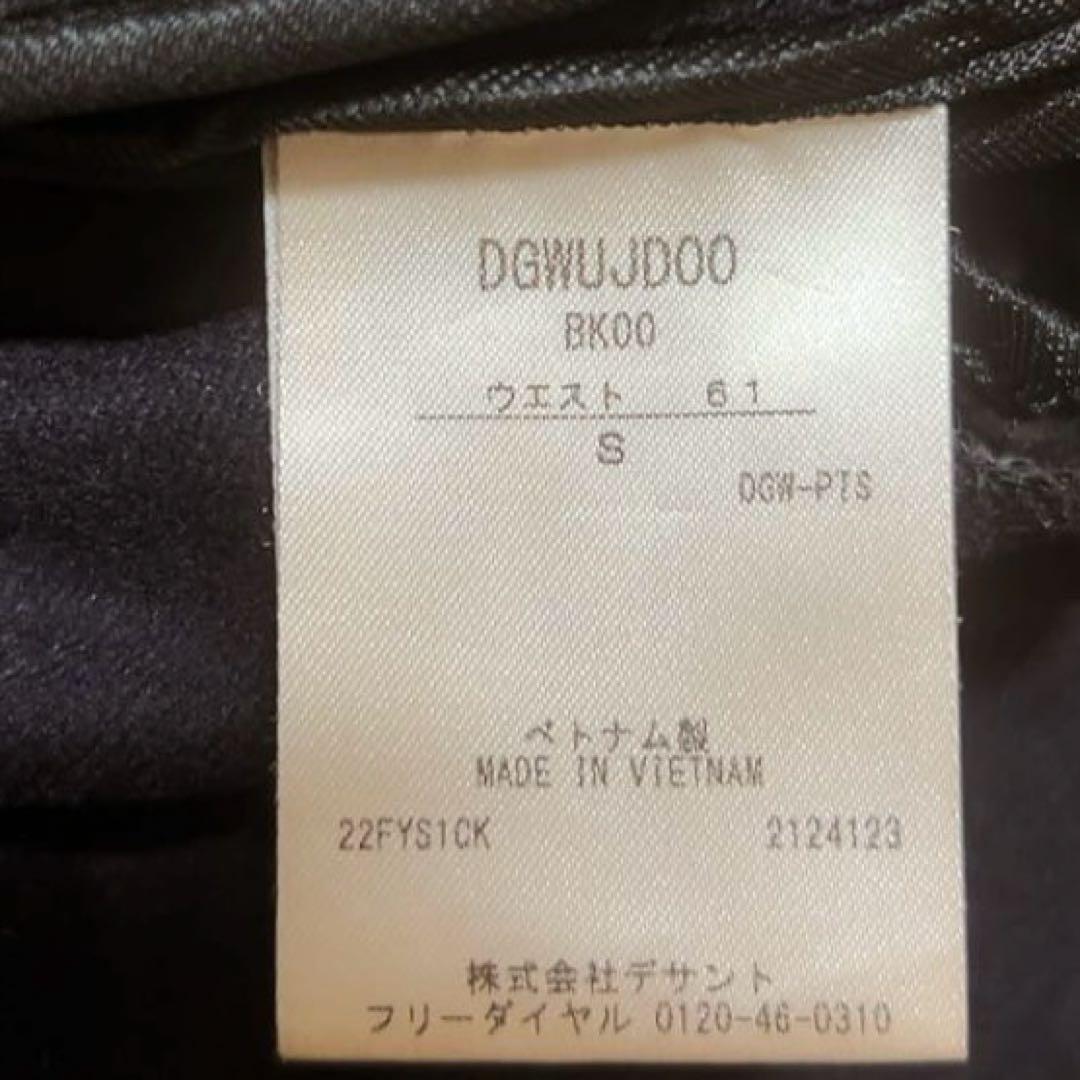 DGWUJD00
BK00
ウエスト 61
S
DGW-PTS
ベトナム製
MADE IN VIETNAM
22FYS1CK 2124123
株式会社デサント
フリーダイヤル 0120-46-0310